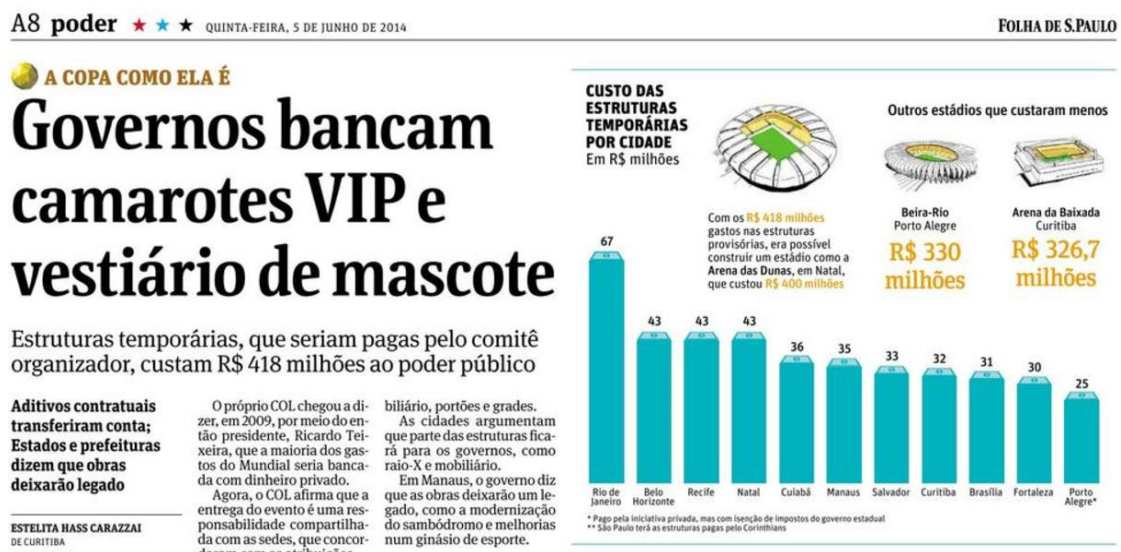 A8 poder ★ ★ ★ QUINTA-FEIRA, 5 DE JUNHO DE 2014
FOLHA DE S.PAULO
A COPA COMO ELA É
Governos bancam
camarotes VIP e
vestiário de mascote
Estruturas temporárias, que seriam pagas pelo comitê
organizador, custam R$ 418 milhões ao poder público
Aditivos contratuais
transferiram conta;
Estados e prefeituras
dizem que obras
deixarão legado
ESTELITA HASS CARAZZAI
DE CURITIBA
O próprio COL chegou a di-
zer, em 2009, por meio do en-
tão presidente, Ricardo Tei-
xeira, que a maioria dos gas-
tos do Mundial seria banca-
da com dinheiro privado.
Agora, o COL afirma que a
entrega do evento é uma res-
ponsabilidade compartilha-
da com as sedes, que concor-
biliário, portões e grades.
As cidades argumentam
que parte das estruturas fica-
rá para os governos, como
raio-X e mobiliário.
Em Manaus, o governo diz
que as obras deixarão um le-
gado, como a modernização
do sambódromo e melhorias
num ginásio de esporte.
CUSTO DAS
ESTRUTURAS
TEMPORÁRIAS
POR CIDADE
Em R$ milhões
Com os R$ 418 milhões
gastos nas estruturas
provisórias, era possível
construir um estádio como a
Arena das Dunas, em Natal,
que custou R$ 400 milhões
Outros estádios que custaram menos
Beira-Rio
Porto Alegre
R$ 330
milhões
Arena da Baixada
Curitiba
R$ 326,7
milhões
67
43
43
43
36
35
33
32
31
30
25
Rio de
Janeiro
Belo
Horizonte
Recife
Natal
Cuiabá
Manaus
Salvador
Curitiba
Brasília
Fortaleza
Porto
Alegre*
* Pago pela iniciativa privada, mas com isenção de impostos do governo estadual
** São Paulo terá as estruturas pagas pelo Corinthians